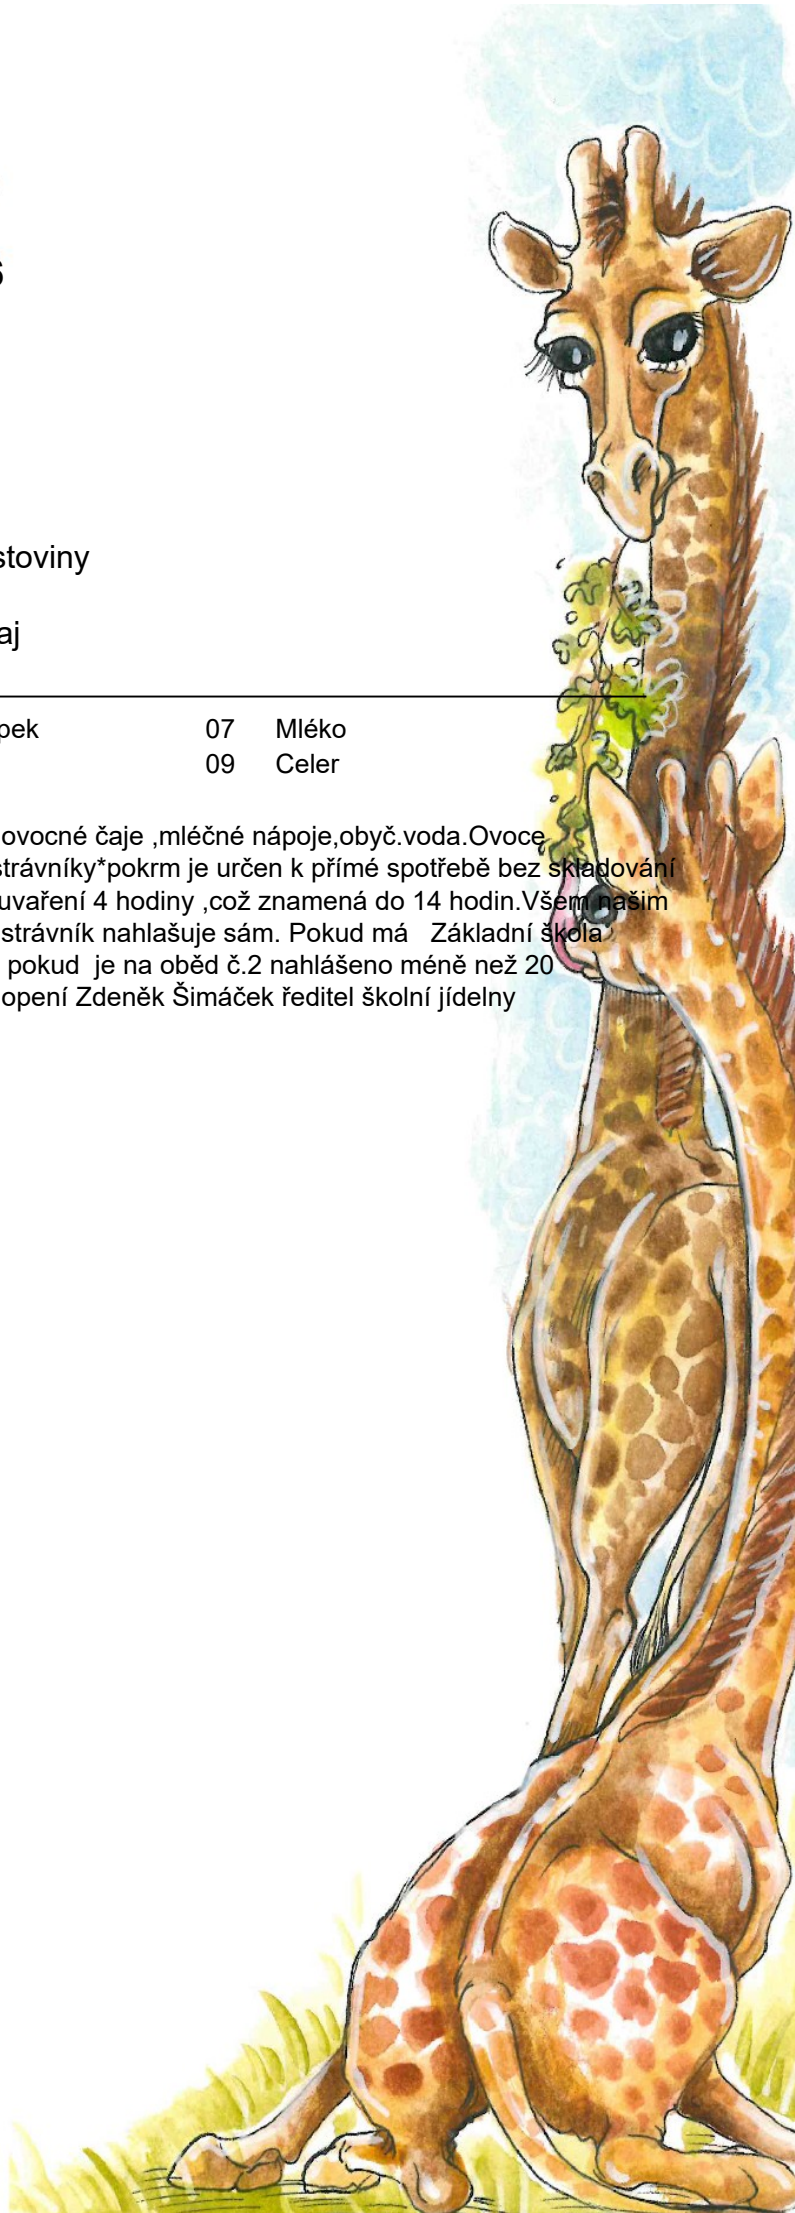 stoviny
aj
pek 07 Mléko
09 Celer
ovocné čaje ,mléčné nápoje,obyč.voda.Ovoce
strávníky*pokrm je určen k přímé spotřebě bez skladování
uvaření 4 hodiny ,což znamená do 14 hodin.Všem našim
strávník nahlašuje sám. Pokud má Základní škola
pokud je na oběd č.2 nahlášeno méně než 20
opení Zdeněk Šimáček ředitel školní jídelny